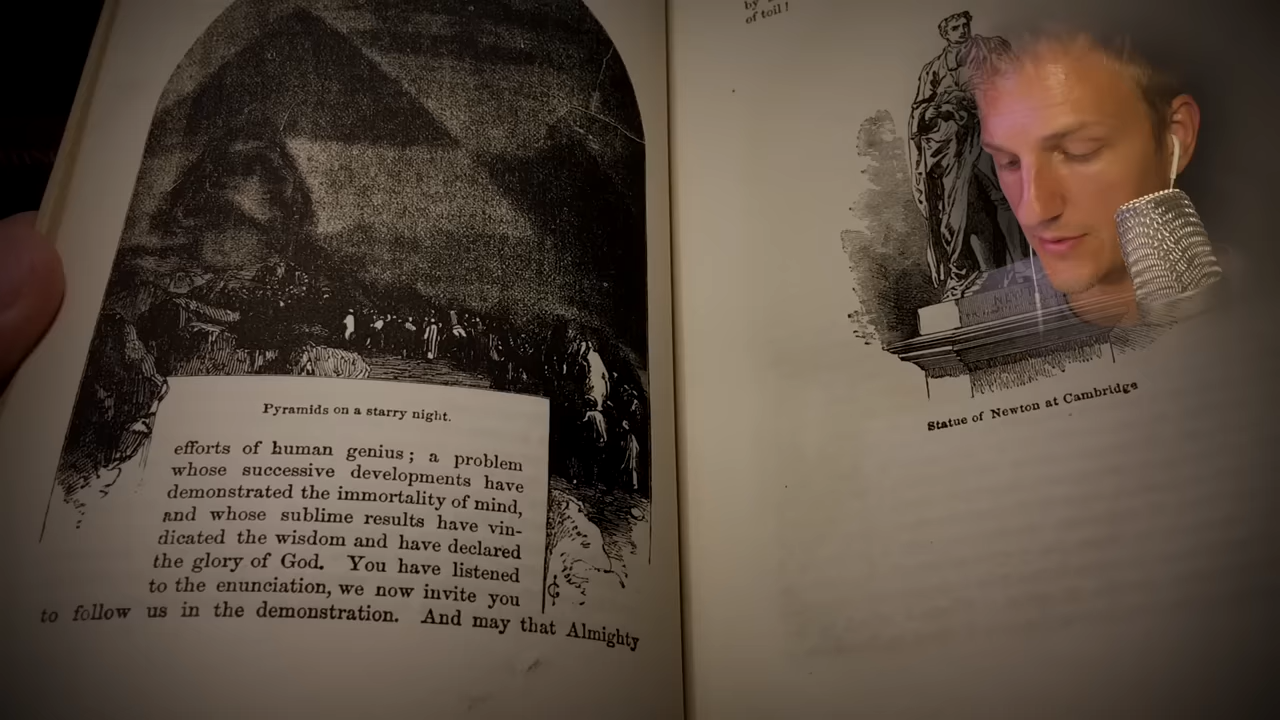 Pyramids on a starry night.
efforts of human genius; a problem
whose successive developments have
demonstrated the immortality of mind,
and whose sublime results have vin-
dicated the wisdom and have declared
the glory of God. You have listened
to the enunciation, we now invite you
to follow us in the demonstration. And may that Almighty
by
of toil!
Statue of Newton at Cambridge